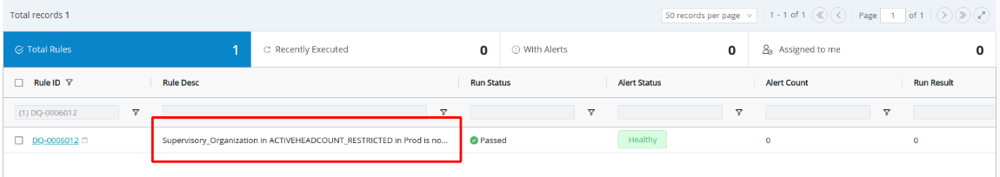 Total records 1
50 records per page
1 - 1 of 1
Page 1 of 1
Total Rules 1
Recently Executed 0
With Alerts 0
Assigned to me 0
Rule ID Rule Desc Run Status Alert Status Alert Count Run Result
(1) DQ-0006012
DQ-0006012 Supervisory_Organization in ACTIVEHEADCOUNT_RESTRICTED in Prod is no... Passed Healthy 0 0